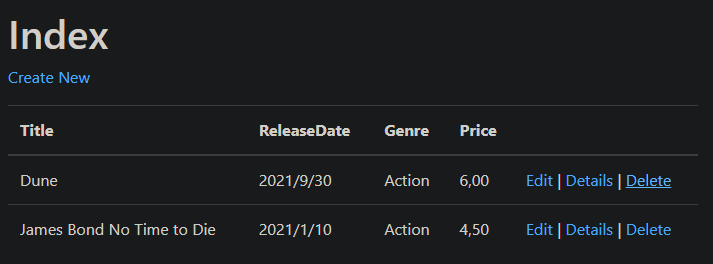 Index
Create New
Title ReleaseDate Genre Price
Dune 2021/9/30 Action 6,00 Edit | Details | Delete
James Bond No Time to Die 2021/1/10 Action 4,50 Edit | Details | Delete